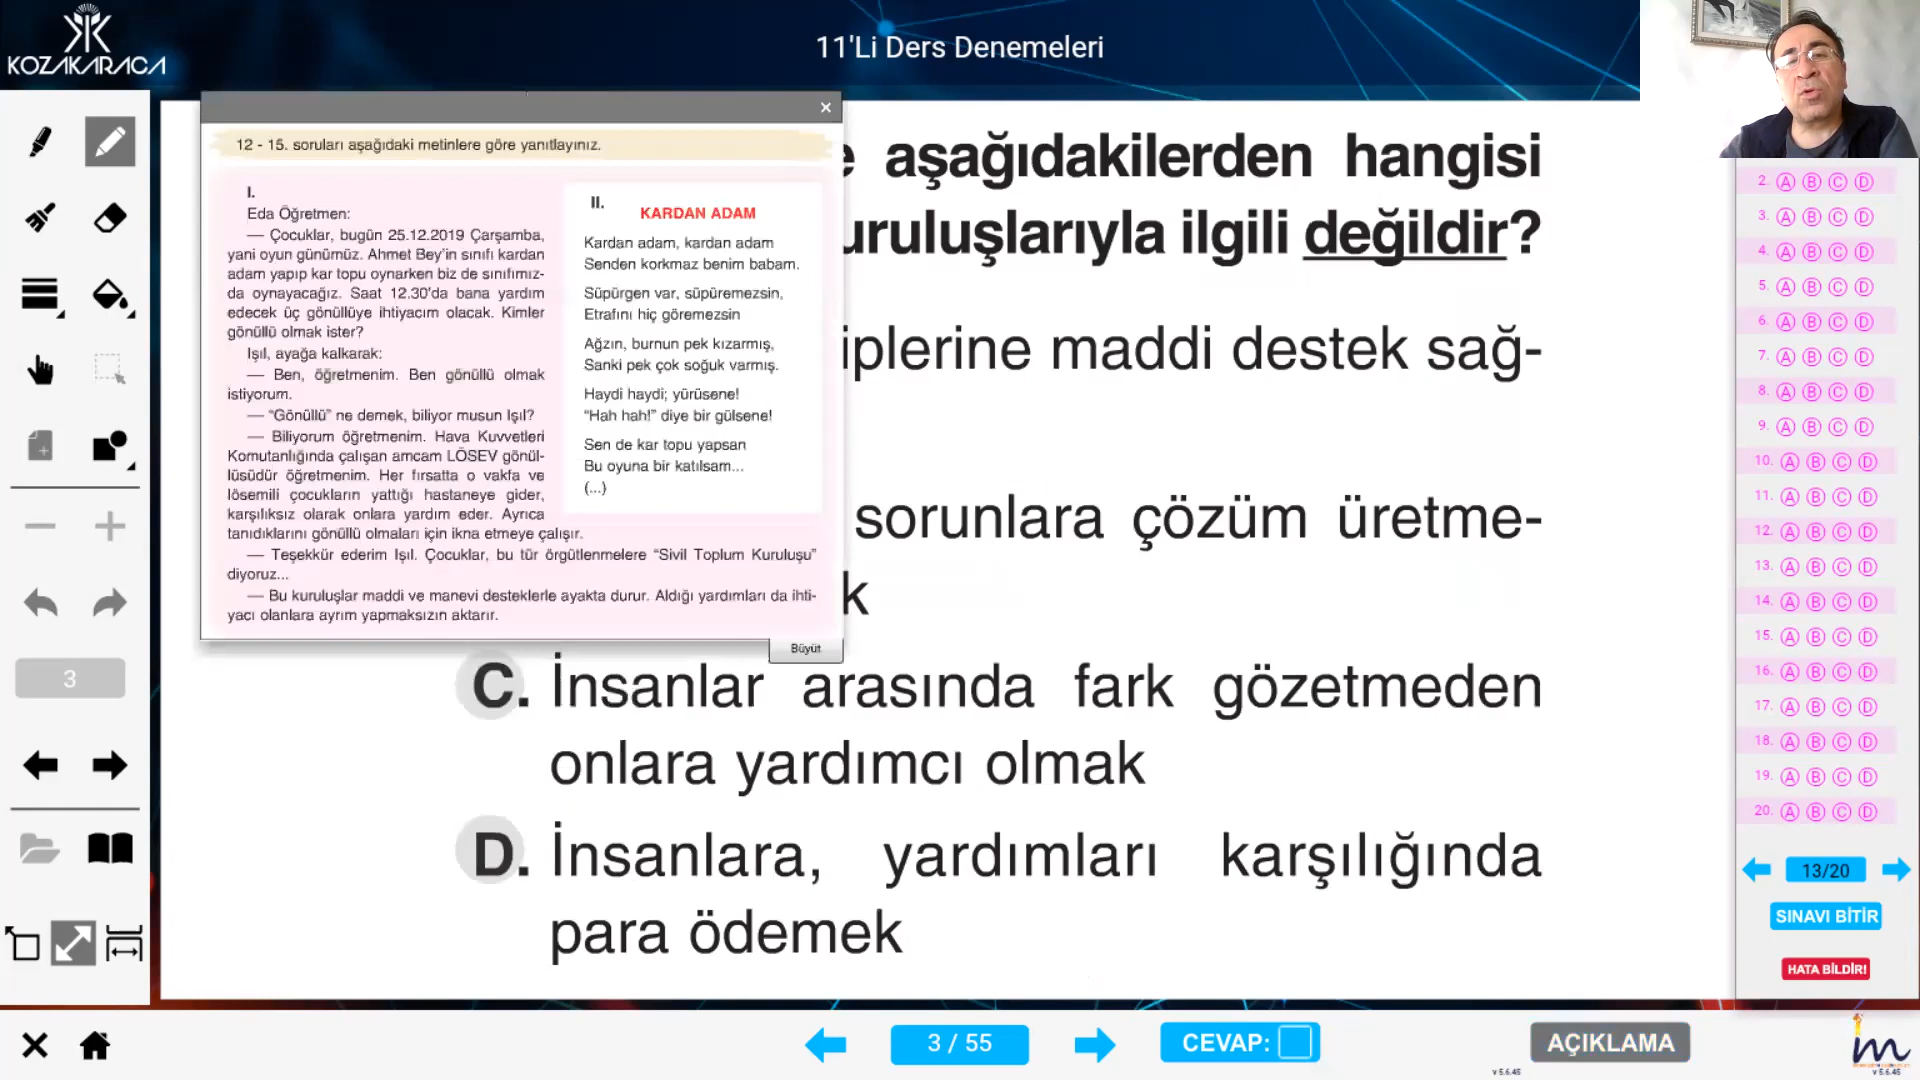 KOZAKARACA
11'Li Ders Denemeleri
12 - 15. soruları aşağıdaki metinlere göre yanıtlayınız.
I.
Eda Öğretmen:
— Çocuklar, bugün 25.12.2019 Çarşamba,
yani oyun günümüz. Ahmet Bey'in sınıfı kardan
adam yapıp kar topu oynarken biz de sınıfımız-
da oynayacağız. Saat 12.30'da bana yardım
edecek üç gönüllüye ihtiyacım olacak. Kimler
gönüllü olmak ister?
Işıl, ayağa kalkarak:
— Ben, öğretmenim. Ben gönüllü olmak
istiyorum.
— “Gönüllü” ne demek, biliyor musun Işıl?
— Biliyorum öğretmenim. Hava Kuvvetleri
Komutanlığında çalışan amcam LÖSEV gönül-
lüsüdür öğretmenim. Her fırsatta o vakfa ve
lösemili çocukların yattığı hastaneye gider,
karşılıksız olarak onlara yardım eder. Ayrıca
tanıdıklarını gönüllü olmaları için ikna etmeye çalışır.
— Teşekkür ederim Işıl. Çocuklar, bu tür örgütlenmelere “Sivil Toplum Kuruluşu”
diyoruz...
— Bu kuruluşlar maddi ve manevi desteklerle ayakta durur. Aldığı yardımları da ihti-
yacı olanlara ayrım yapmaksızın aktarır.
II.
KARDAN ADAM
Kardan adam, kardan adam
Senden korkmaz benim babam.
Süpürgen var, süpüremezsin,
Etrafını hiç göremezsin
Ağzın, burnun pek kızarmış,
Sanki pek çok soğuk varmış.
Haydi haydi; yürüsene!
“Hah hah!” diye bir gülsene!
Sen de kar topu yapsan
Bu oyuna bir katılsam...
(...)
Büyüt
e aşağıdakilerden hangisi
uruluşlarıyla ilgili değildir?
iplerine maddi destek sağ-
sorunlara çözüm üretme-
k
C. İnsanlar arasında fark gözetmeden
onlara yardımcı olmak
D. İnsanlara, yardımları karşılığında
para ödemek
2. A B C D
3. A B C D
4. A B C D
5. A B C D
6. A B C D
7. A B C D
8. A B C D
9. A B C D
10. A B C D
11. A B C D
12. A B C D
13. A B C D
14. A B C D
15. A B C D
16. A B C D
17. A B C D
18. A B C D
19. A B C D
20. A B C D
13/20
SINAVI BİTİR
HATA BİLDİR!
3
3 / 55
CEVAP:
AÇIKLAMA
v 5.6.45
m
v 5.6.45